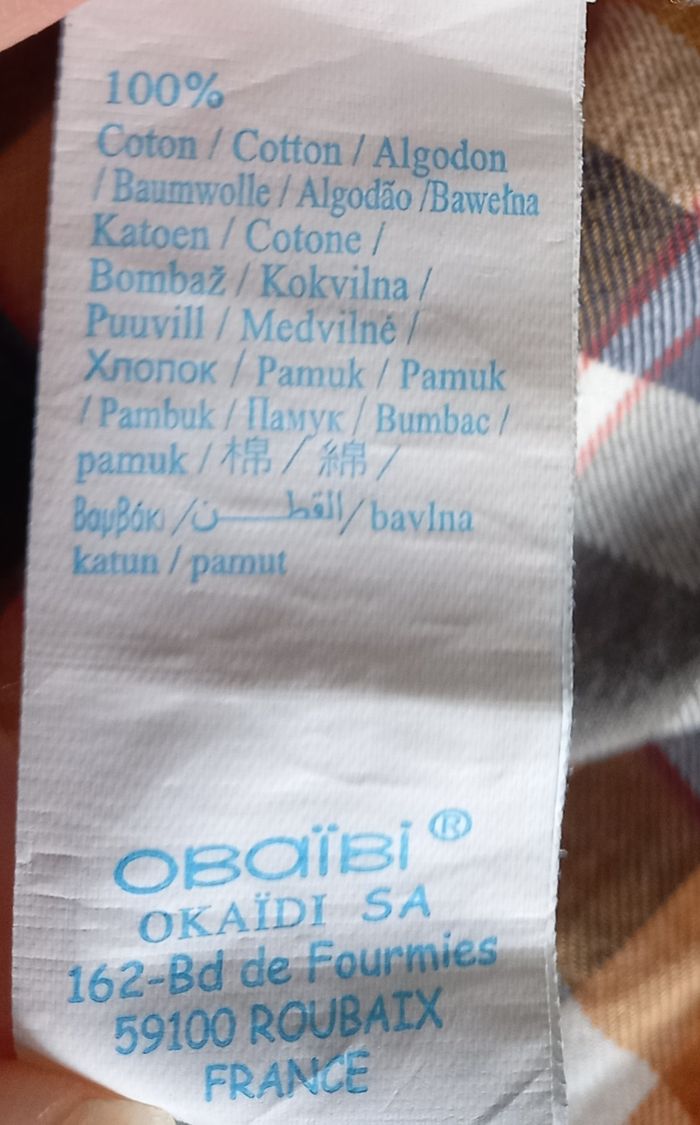 100%
Coton / Cotton / Algodon
/ Baumwolle / Algodão /Bawełna
Katoen / Cotone /
Bombaž / Kokvilna /
Puuvill / Medvilnė /
Хлопок / Pamuk / Pamuk
/ Pambuk / Памук / Bumbac /
pamuk / 棉 / 綿 /
Βαμβάκι /القطـــــن/ bavlna
katun / pamut
OBAÏBI ®
OKAÏDI SA
162-Bd de Fourmies
59100 ROUBAIX
FRANCE